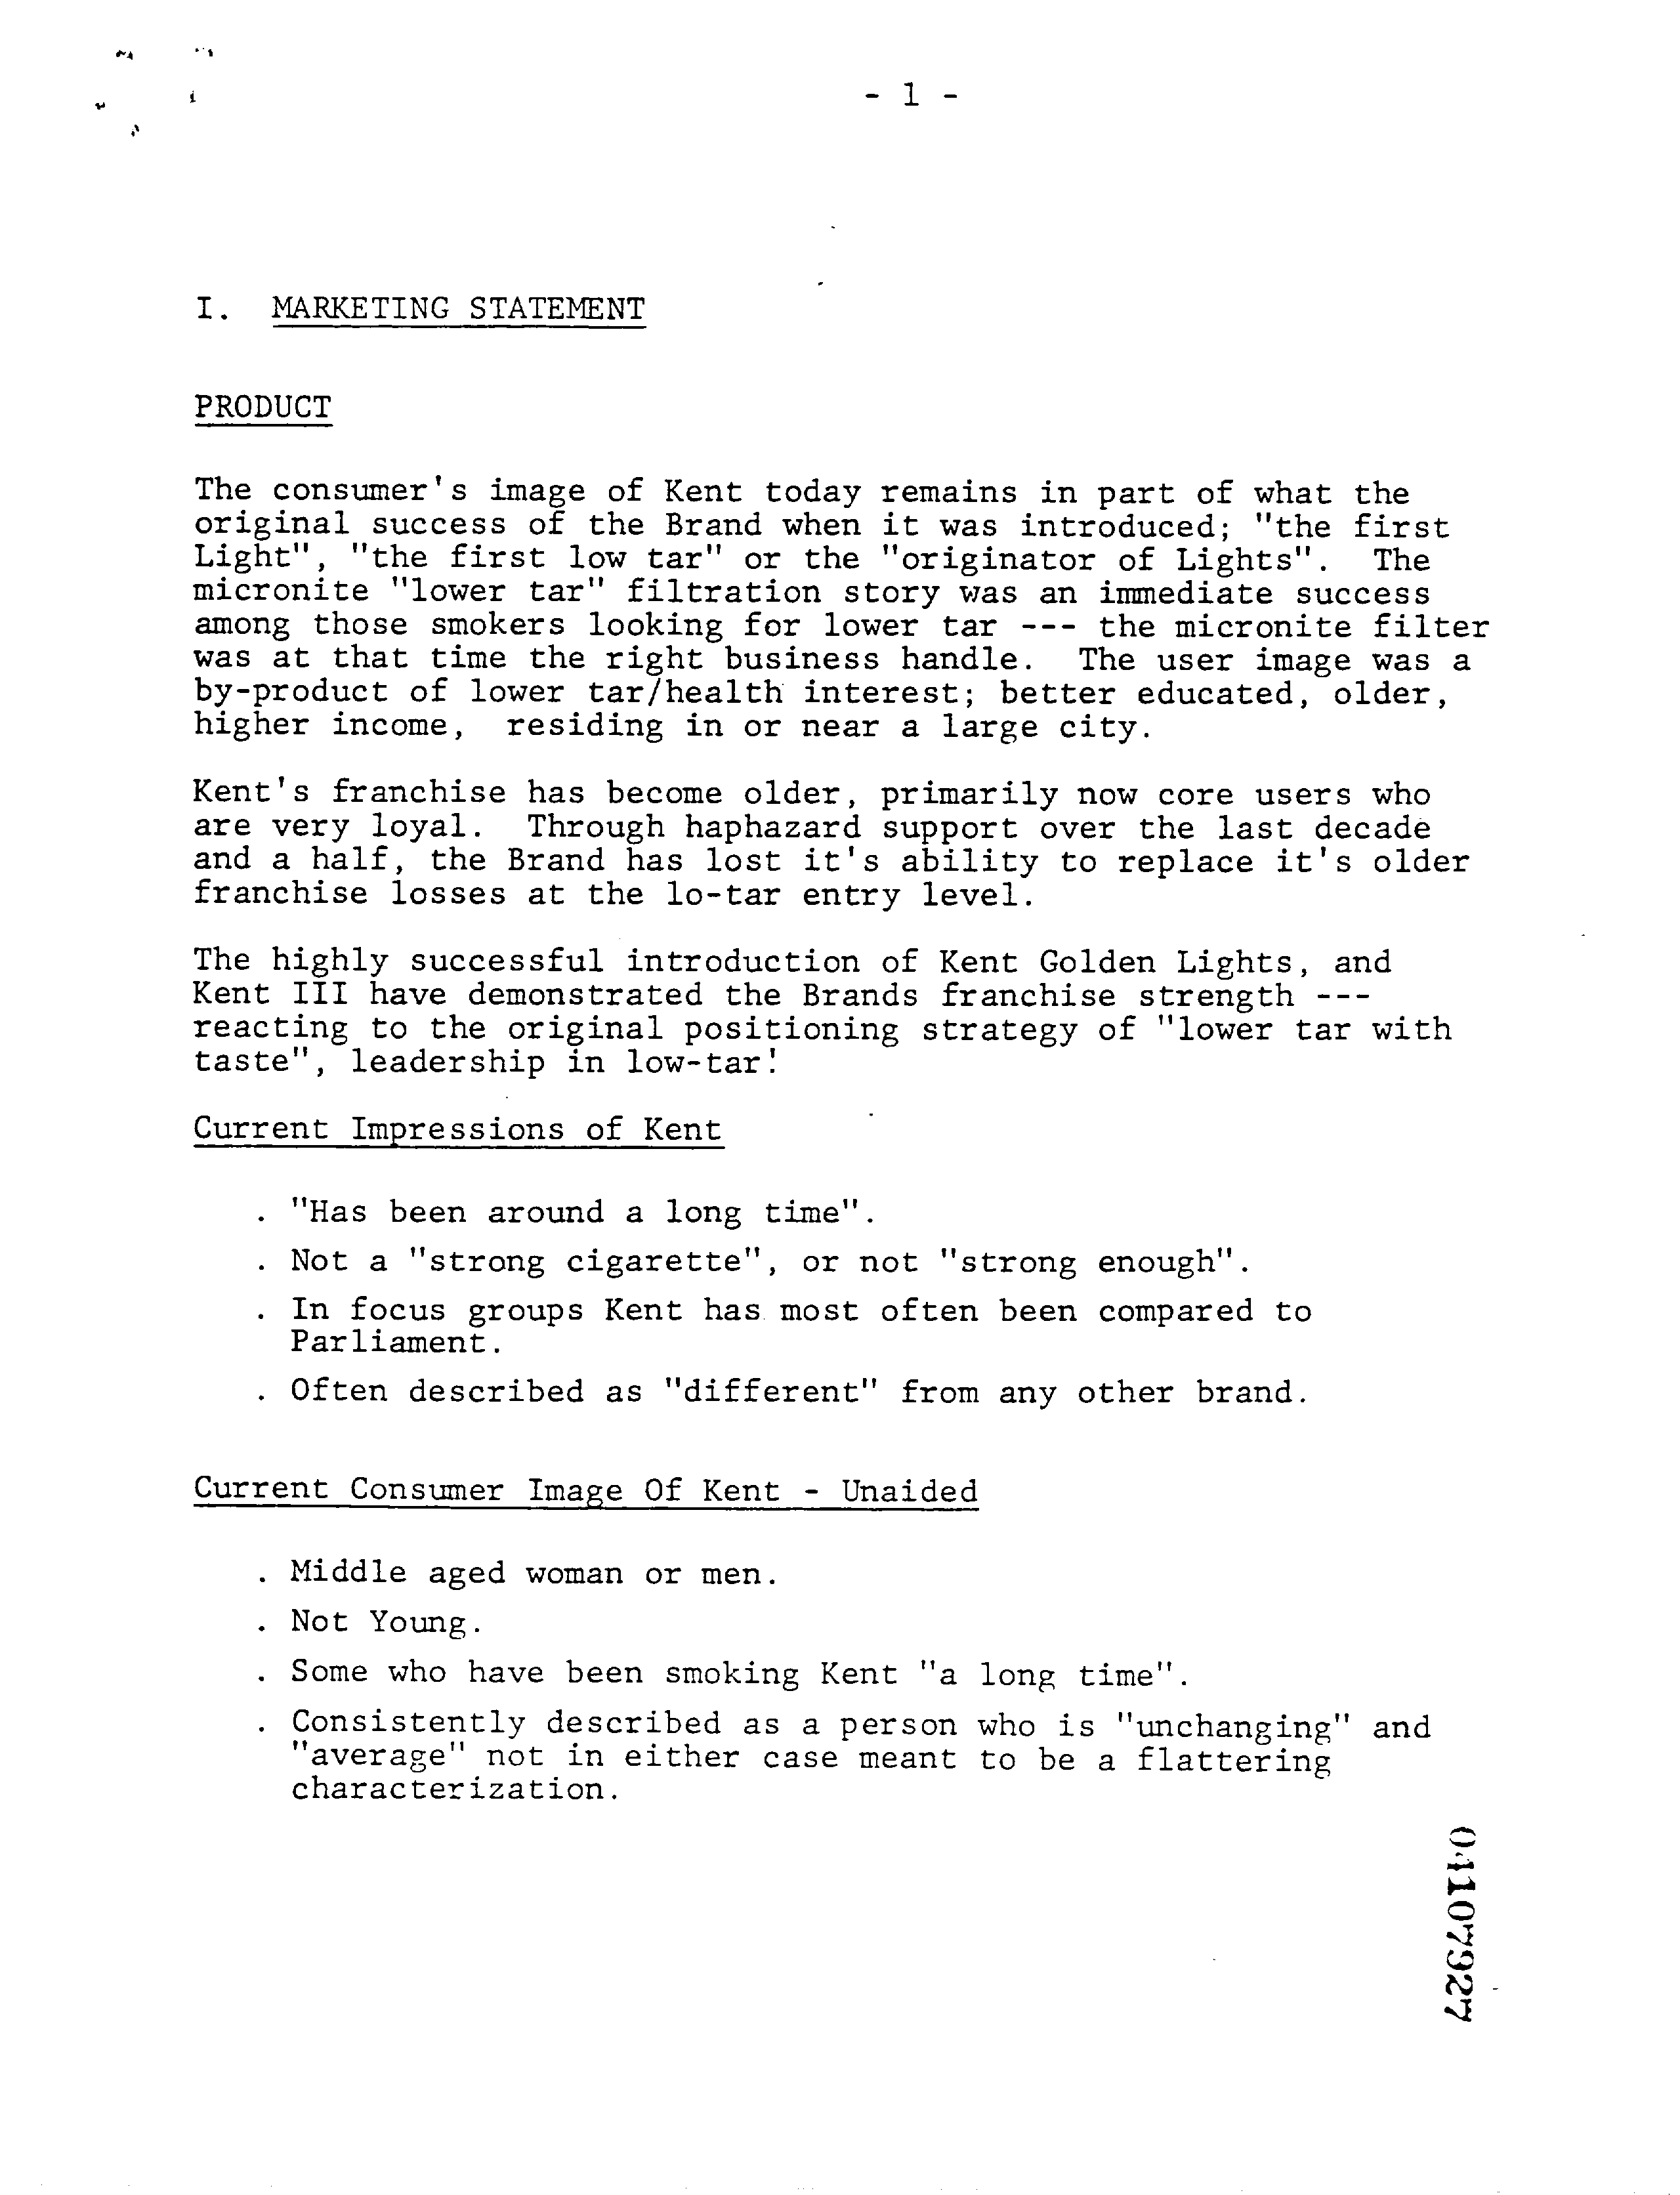 - 1 -
I. MARKETING STATEMENT
PRODUCT
The consumer's image of Kent today remains in part of what the
original success of the Brand when it was introduced; "the first
Light", "the first low tar" or the "originator of Lights". The
micronite "lower tar" filtration story was an immediate success
among those smokers looking for lower tar --- the micronite filter
was at that time the right business handle. The user image was a
by-product of lower tar/health interest; better educated, older,
higher income, residing in or near a large city.
Kent's franchise has become older, primarily now core users who
are very loyal. Through haphazard support over the last decade
and a half, the Brand has lost it's ability to replace it's older
franchise losses at the lo-tar entry level.
The highly successful introduction of Kent Golden Lights, and
Kent III have demonstrated the Brands franchise strength ---
reacting to the original positioning strategy of "lower tar with
taste", leadership in low-tar!
Current Impressions of Kent
. "Has been around a long time".
. Not a "strong cigarette", or not "strong enough".
. In focus groups Kent has most often been compared to
Parliament.
. Often described as "different" from any other brand.
Current Consumer Image Of Kent - Unaided
. Middle aged woman or men.
. Not Young.
. Some who have been smoking Kent "a long time".
. Consistently described as a person who is "unchanging" and
"average" not in either case meant to be a flattering
characterization.
04107927